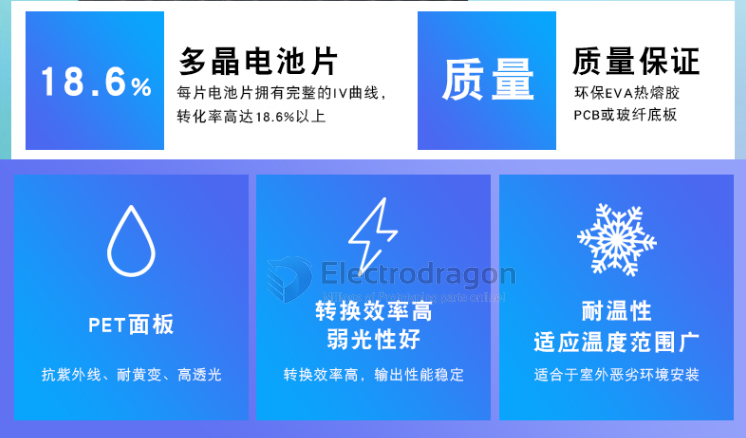 18.6%
多晶电池片
每片电池片拥有完整的IV曲线，
转化率高达18.6%以上
质量
质量保证
环保EVA热熔胶
PCB或玻纤底板
Electrodragon
PET面板
抗紫外线、耐黄变、高透光
转换效率高
弱光性好
转换效率高，输出性能稳定
耐温性
适应温度范围广
适合于室外恶劣环境安装